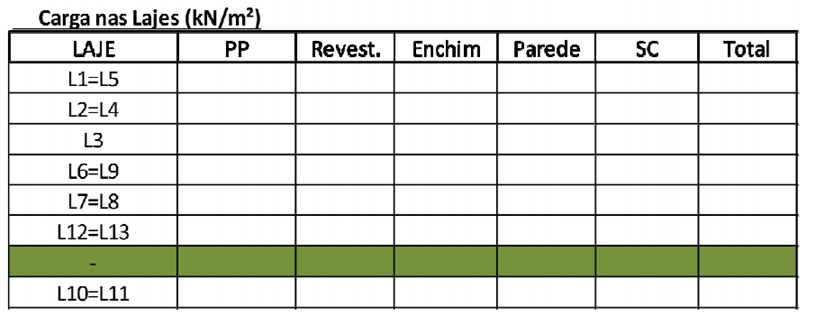 Carga nas Lajes (kN/m²)
LAJE PP Revest. Enchim Parede SC Total
L1=L5
L2=L4
L3
L6=L9
L7=L8
L12=L13
-
L10=L11